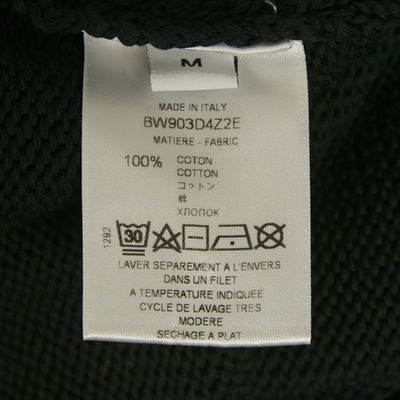 M
MADE IN ITALY
BW903D4Z2E
MATIERE - FABRIC
100% COTON
COTTON
コットン
棉
ХЛОПОК
1292
30
LAVER SEPAREMENT A L'ENVERS
DANS UN FILET
A TEMPERATURE INDIQUEE
CYCLE DE LAVAGE TRES
MODERE
SECHAGE A PLAT